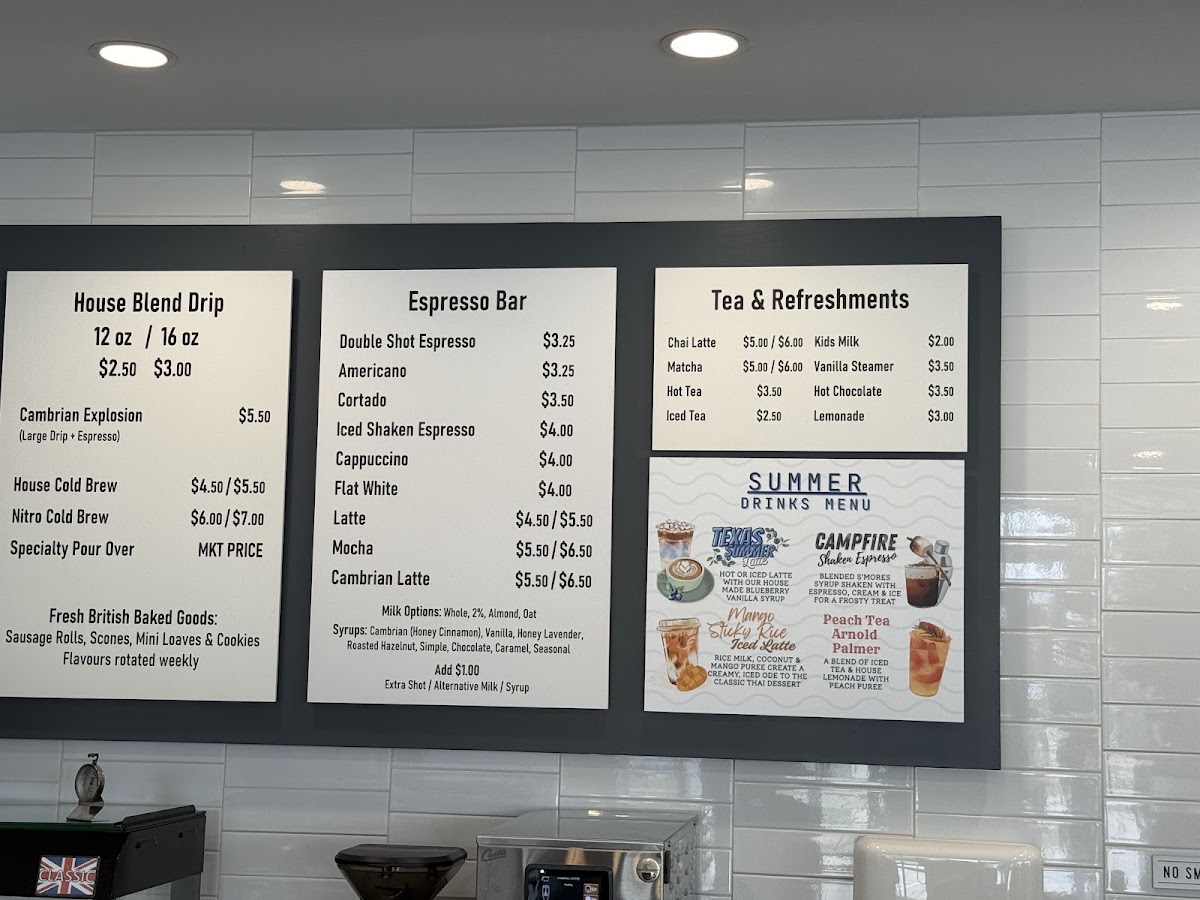 House Blend Drip
12 oz / 16 oz
$2.50 $3.00
Cambrian Explosion $5.50
(Large Drip + Espresso)
House Cold Brew $4.50 / $5.50
Nitro Cold Brew $6.00 / $7.00
Specialty Pour Over MKT PRICE
Fresh British Baked Goods:
Sausage Rolls, Scones, Mini Loaves & Cookies
Flavours rotated weekly
Espresso Bar
Double Shot Espresso $3.25
Americano $3.25
Cortado $3.50
Iced Shaken Espresso $4.00
Cappuccino $4.00
Flat White $4.00
Latte $4.50 / $5.50
Mocha $5.50 / $6.50
Cambrian Latte $5.50 / $6.50
Milk Options: Whole, 2%, Almond, Oat
Syrups: Cambrian (Honey Cinnamon), Vanilla, Honey Lavender,
Roasted Hazelnut, Simple, Chocolate, Caramel, Seasonal
Add $1.00
Extra Shot / Alternative Milk / Syrup
Tea & Refreshments
Chai Latte $5.00 / $6.00 Kids Milk $2.00
Matcha $5.00 / $6.00 Vanilla Steamer $3.50
Hot Tea $3.50 Hot Chocolate $3.50
Iced Tea $2.50 Lemonade $3.00
SUMMER
DRINKS MENU
TEXAS
SUMMER
Latte
HOT OR ICED LATTE
WITH OUR HOUSE
MADE BLUEBERRY
VANILLA SYRUP
CAMPFIRE
Shaken Espresso
BLENDED S'MORES
SYRUP SHAKEN WITH
ESPRESSO, CREAM & ICE
FOR A FROSTY TREAT
Mango
Sticky Rice
Iced Latte
RICE MILK, COCONUT &
MANGO PUREE CREATE A
CREAMY, ICED ODE TO THE
CLASSIC THAI DESSERT
Peach Tea
Arnold
Palmer
A BLEND OF ICED
TEA & HOUSE
LEMONADE WITH
PEACH PUREE
CLASSIC
NO SM